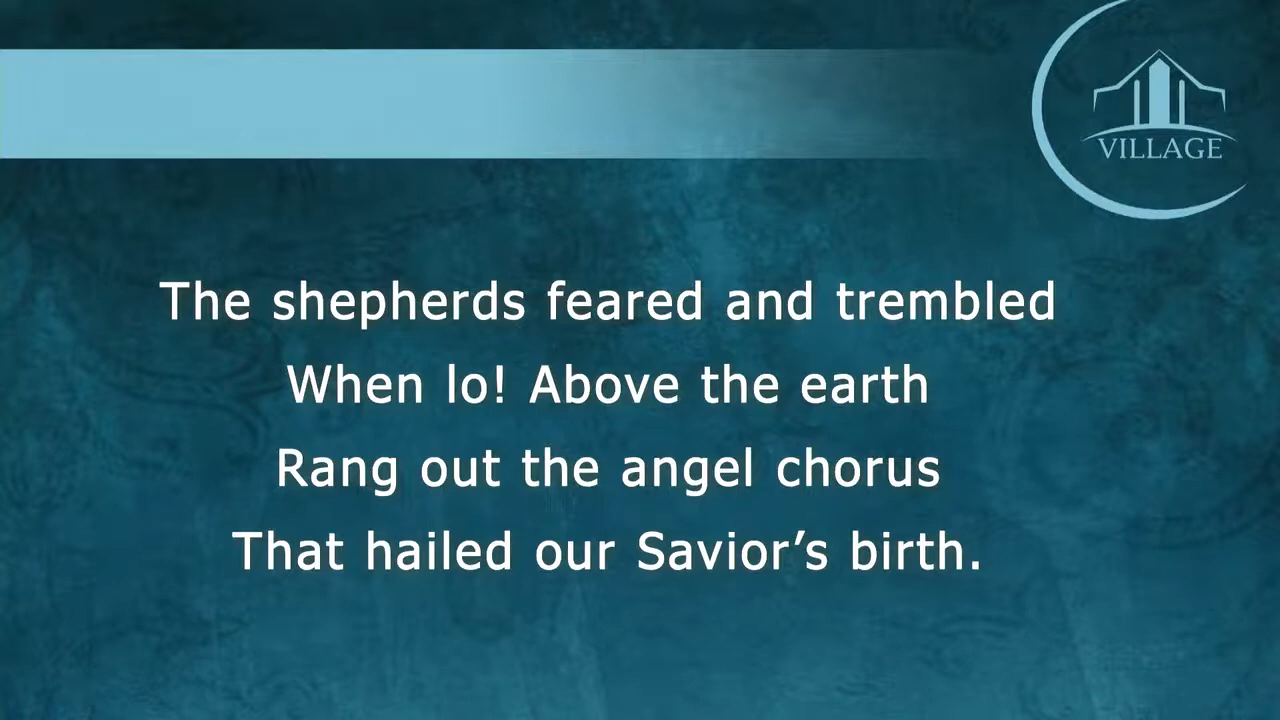 VILLAGE
The shepherds feared and trembled
When lo! Above the earth
Rang out the angel chorus
That hailed our Savior’s birth.